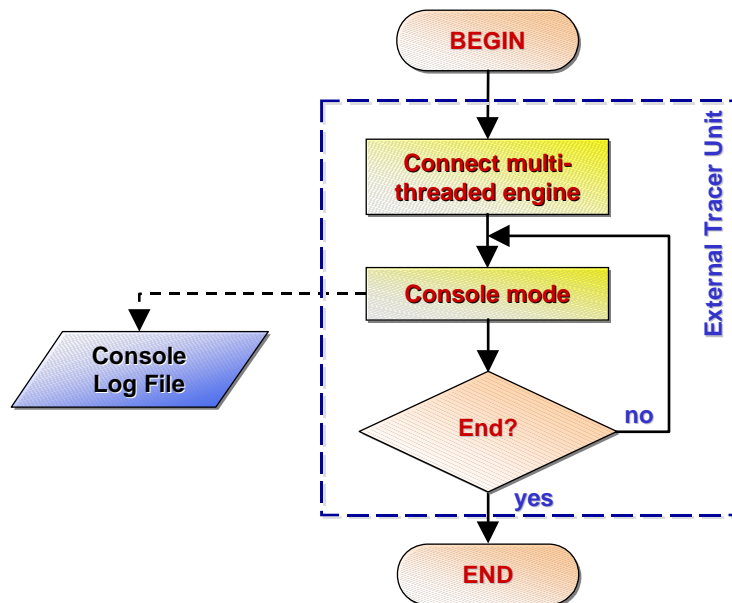 BEGIN
External Tracer Unit
Connect multi-
threaded engine
Console mode
Console
Log File
End?
no
yes
END